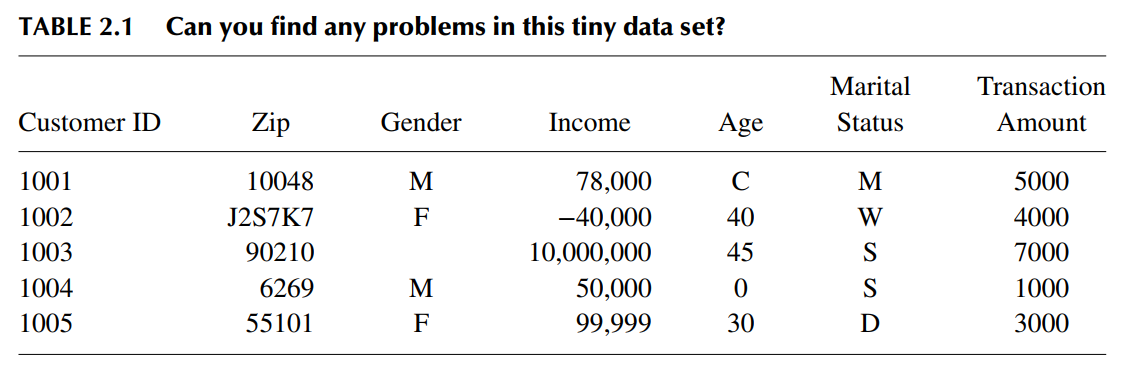 TABLE 2.1 Can you find any problems in this tiny data set?
Marital Transaction
Customer ID Zip Gender Income Age Status Amount
1001 10048 M 78,000 C M 5000
1002 J2S7K7 F −40,000 40 W 4000
1003 90210 10,000,000 45 S 7000
1004 6269 M 50,000 0 S 1000
1005 55101 F 99,999 30 D 3000